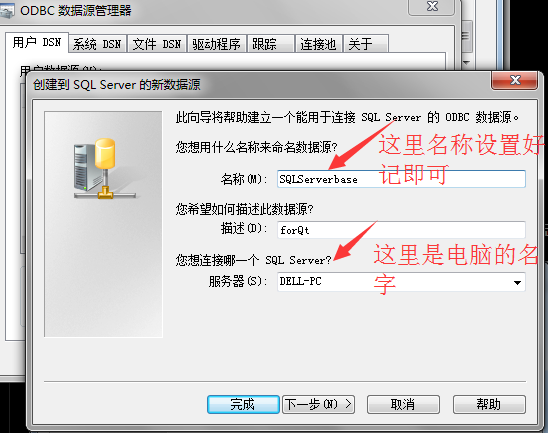 ODBC 数据源管理器
用户 DSN 系统 DSN 文件 DSN 驱动程序 跟踪 连接池 关于
创建到 SQL Server 的新数据源
此向导将帮助建立一个能用于连接 SQL Server 的 ODBC 数据源。
您想用什么名称来命名数据源?
这里名称设置好
记即可
名称(M): SQLServerbase
您希望如何描述此数据源?
描述(D): forQt
您想连接哪一个 SQL Server?
这里是电脑的名
字
服务器(S): DELL-PC
完成 下一步(N) > 取消 帮助